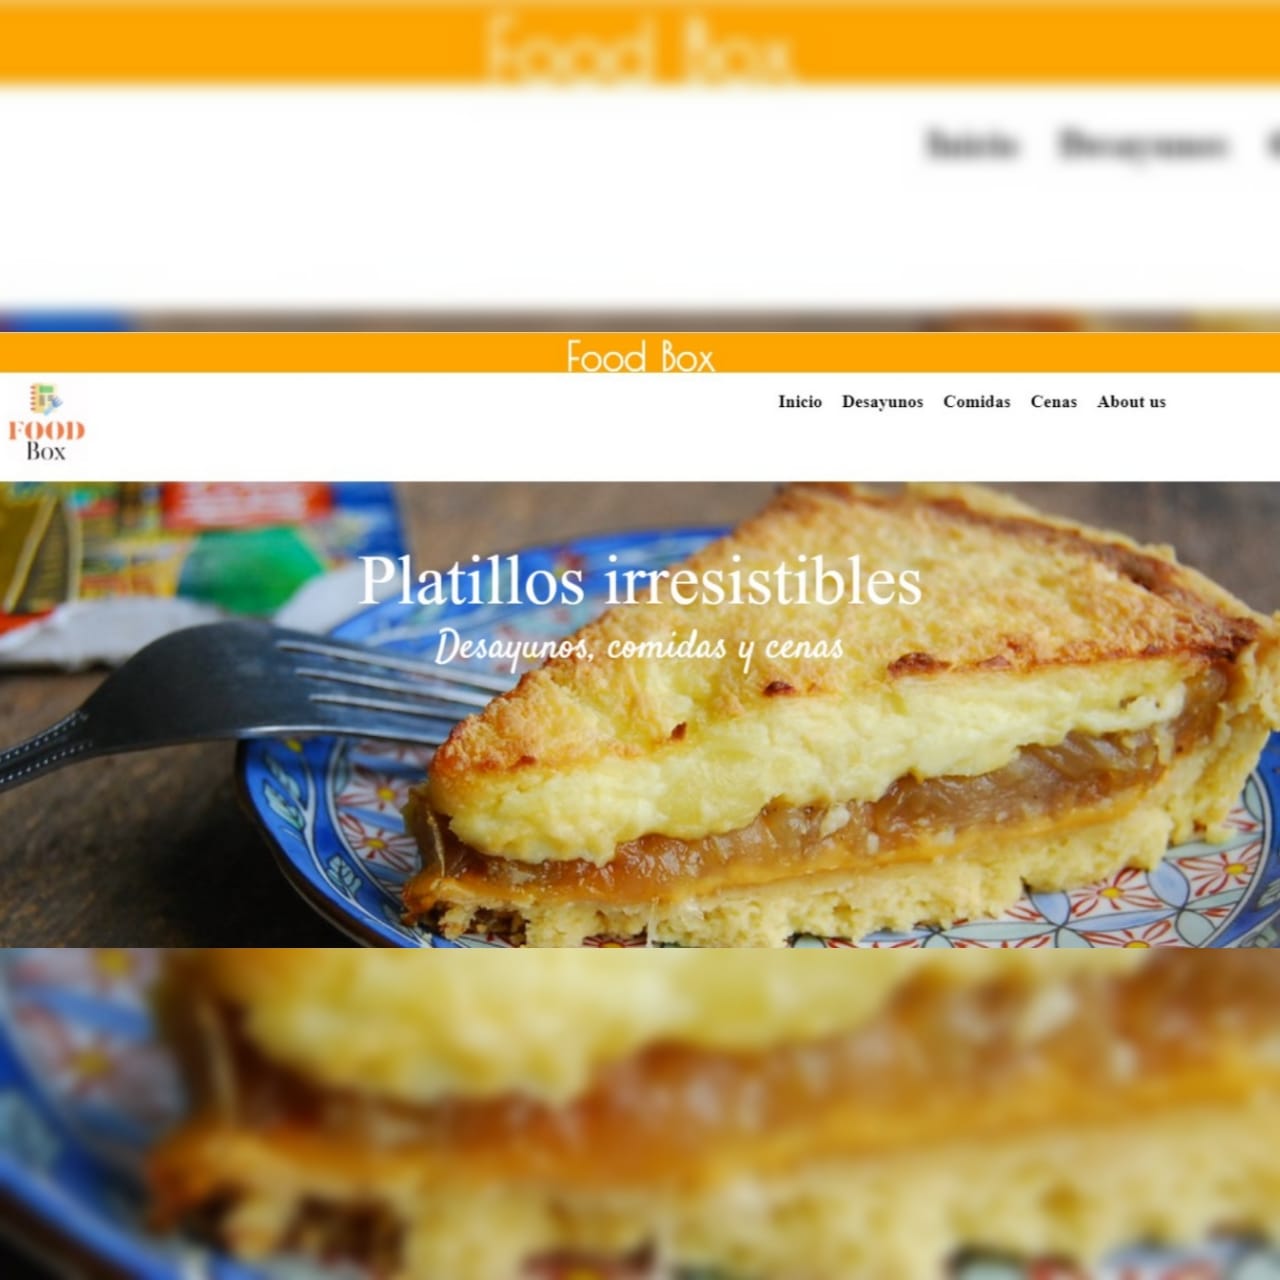 Food Box
Inicio Desayunos
Food Box
FOOD
Box
Inicio Desayunos Comidas Cenas About us
Platillos irresistibles
Desayunos, comidas y cenas